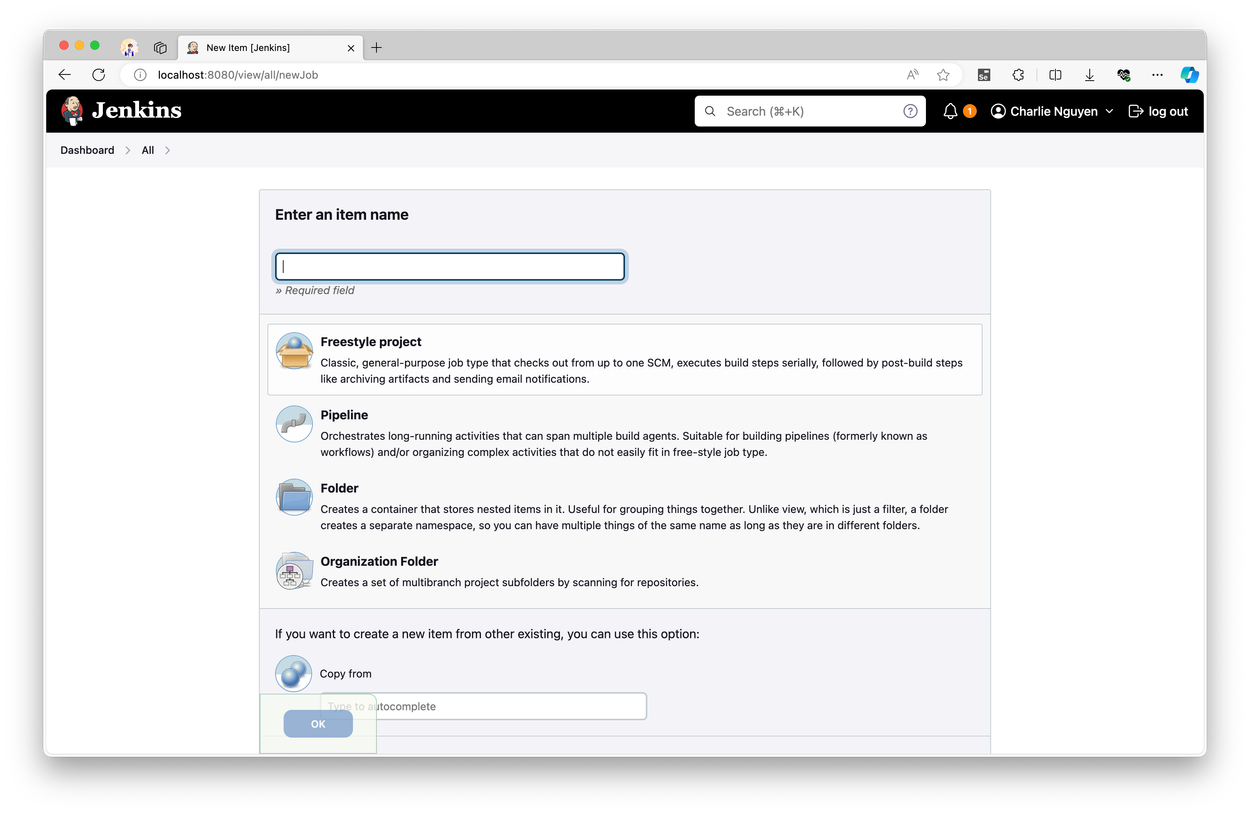 New Item [Jenkins]
localhost:8080/view/all/newJob
Jenkins
Search (⌘+K)
1
Charlie Nguyen
log out
Dashboard
All
Enter an item name
» Required field
Freestyle project
Classic, general-purpose job type that checks out from up to one SCM, executes build steps serially, followed by post-build steps
like archiving artifacts and sending email notifications.
Pipeline
Orchestrates long-running activities that can span multiple build agents. Suitable for building pipelines (formerly known as
workflows) and/or organizing complex activities that do not easily fit in free-style job type.
Folder
Creates a container that stores nested items in it. Useful for grouping things together. Unlike view, which is just a filter, a folder
creates a separate namespace, so you can have multiple things of the same name as long as they are in different folders.
Organization Folder
Creates a set of multibranch project subfolders by scanning for repositories.
If you want to create a new item from other existing, you can use this option:
Copy from
Type to autocomplete
OK